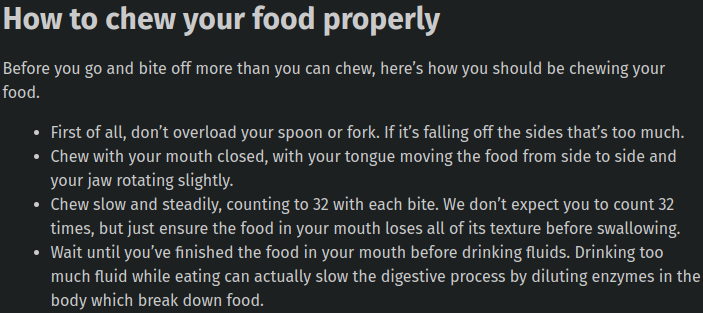 How to chew your food properly
Before you go and bite off more than you can chew, here’s how you should be chewing your
food.
• First of all, don’t overload your spoon or fork. If it’s falling off the sides that’s too much.
• Chew with your mouth closed, with your tongue moving the food from side to side and
your jaw rotating slightly.
• Chew slow and steadily, counting to 32 with each bite. We don’t expect you to count 32
times, but just ensure the food in your mouth loses all of its texture before swallowing.
• Wait until you’ve finished the food in your mouth before drinking fluids. Drinking too
much fluid while eating can actually slow the digestive process by diluting enzymes in the
body which break down food.